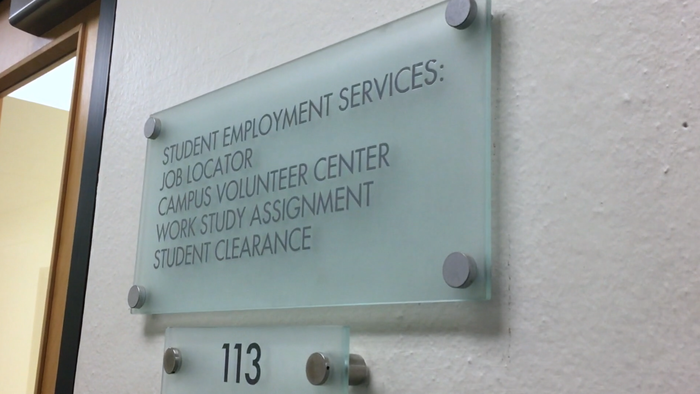 STUDENT EMPLOYMENT SERVICES:
JOB LOCATOR
CAMPUS VOLUNTEER CENTER
WORK STUDY ASSIGNMENT
STUDENT CLEARANCE
113